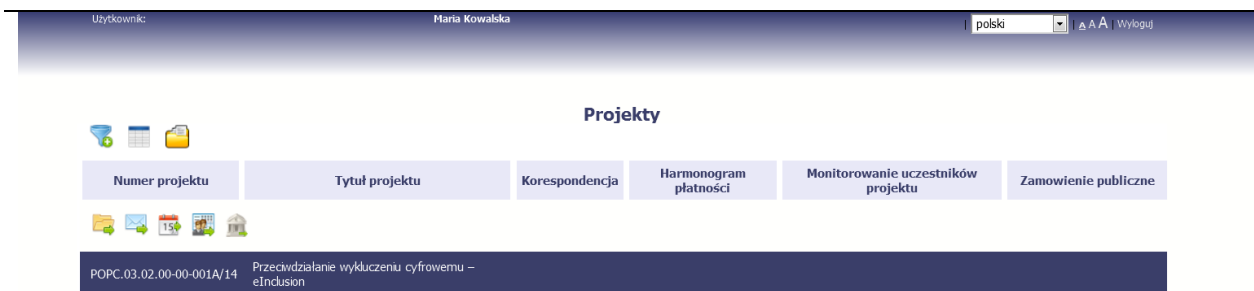 Użytkownik: Maria Kowalska | polski | A A A | Wyloguj
Projekty
Numer projektu Tytuł projektu Korespondencja Harmonogram płatności Monitorowanie uczestników projektu Zamowienie publiczne
15
POPC.03.02.00-00-001A/14 Przeciwdziałanie wykluczeniu cyfrowemu –
eInclusion